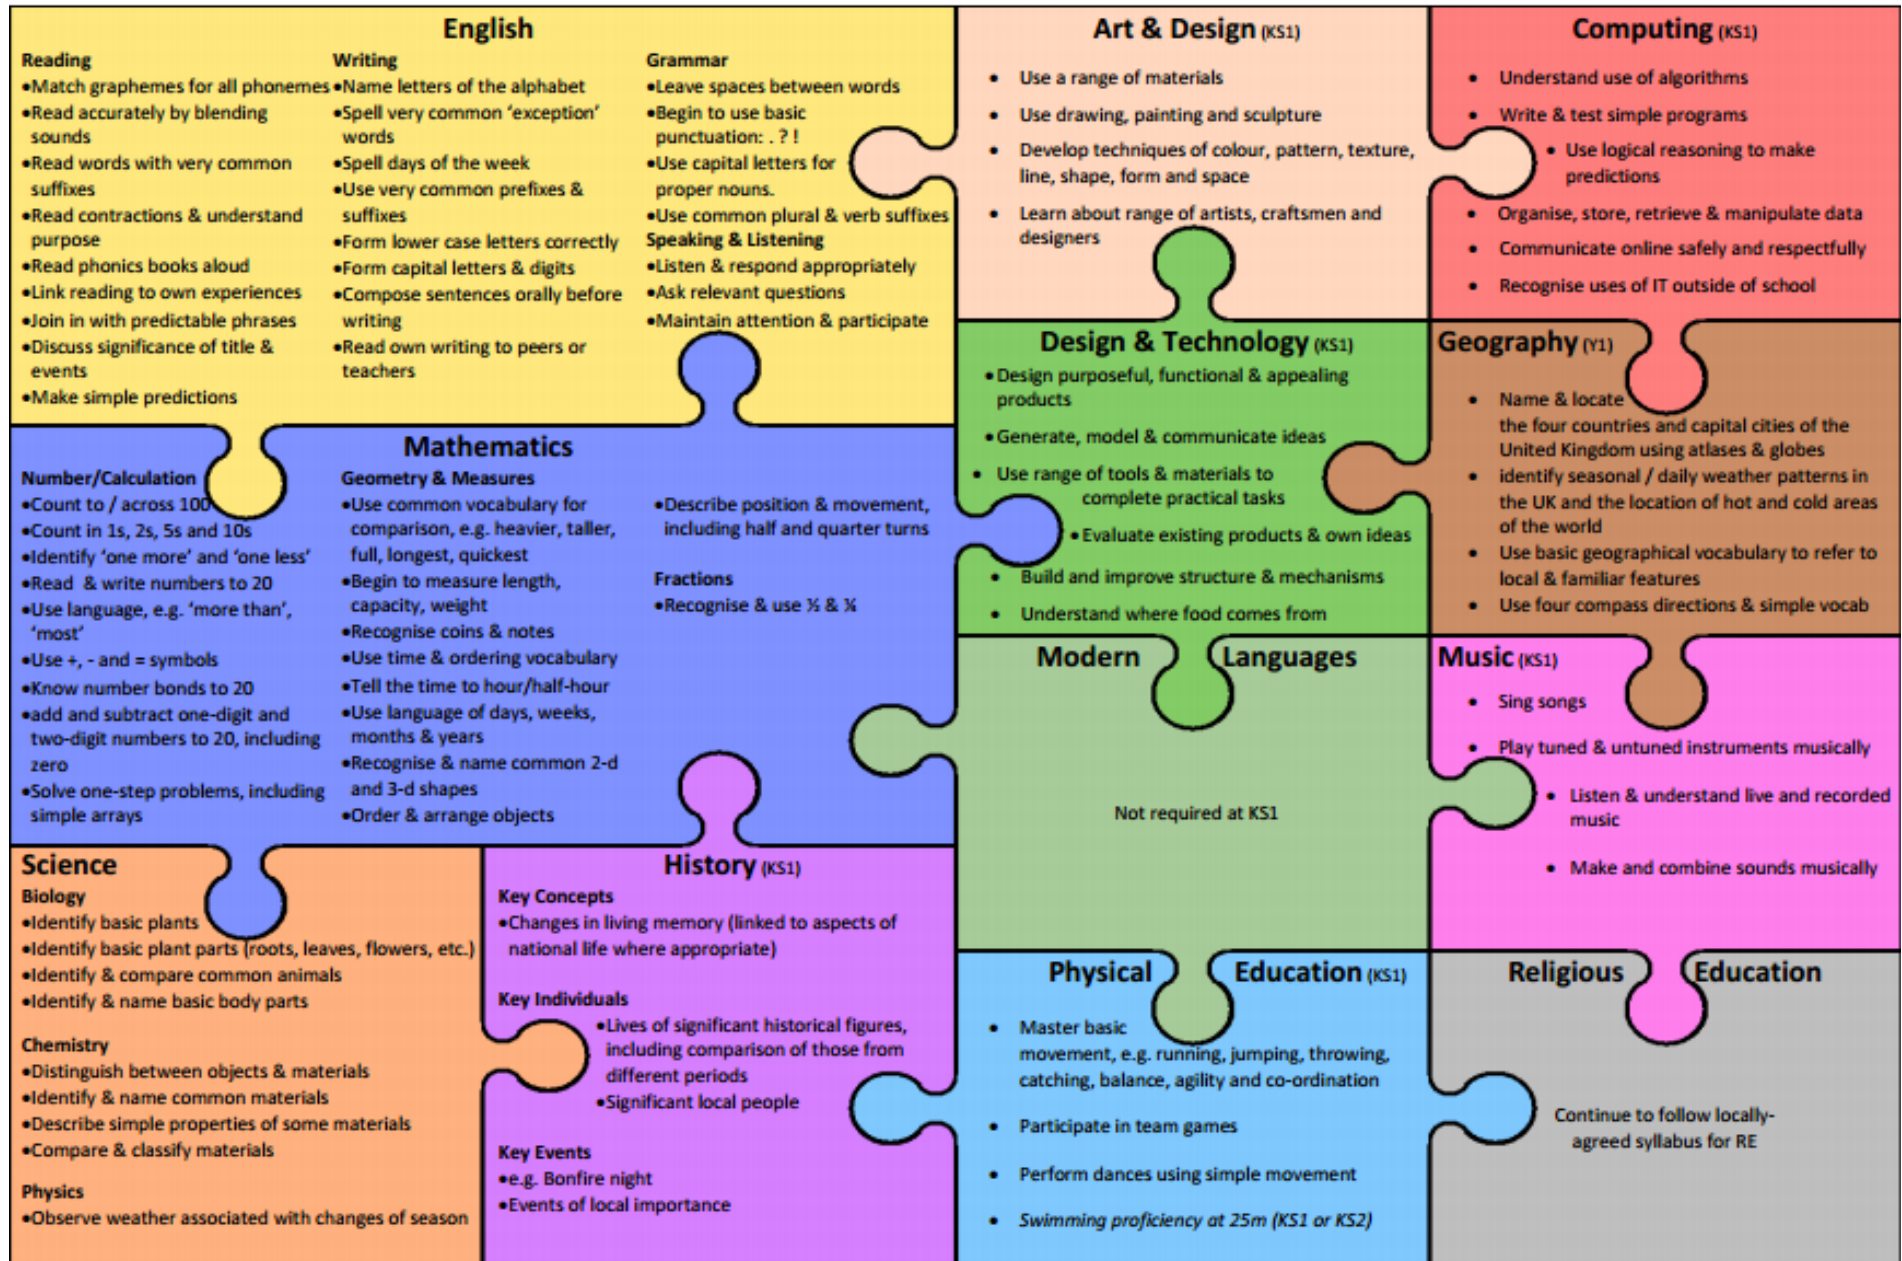 English
Reading
•Match graphemes for all phonemes
•Read accurately by blending
sounds
•Read words with very common
suffixes
•Read contractions & understand
purpose
•Read phonics books aloud
•Link reading to own experiences
•Join in with predictable phrases
•Discuss significance of title &
events
•Make simple predictions
Writing
•Name letters of the alphabet
•Spell very common ‘exception’
words
•Spell days of the week
•Use very common prefixes &
suffixes
•Form lower case letters correctly
•Form capital letters & digits
•Compose sentences orally before
writing
•Read own writing to peers or
teachers
Grammar
•Leave spaces between words
•Begin to use basic
punctuation: . ? !
•Use capital letters for
proper nouns.
•Use common plural & verb suffixes
Speaking & Listening
•Listen & respond appropriately
•Ask relevant questions
•Maintain attention & participate
Art & Design (KS1)
• Use a range of materials
• Use drawing, painting and sculpture
• Develop techniques of colour, pattern, texture,
line, shape, form and space
• Learn about range of artists, craftsmen and
designers
Computing (KS1)
• Understand use of algorithms
• Write & test simple programs
• Use logical reasoning to make
predictions
• Organise, store, retrieve & manipulate data
• Communicate online safely and respectfully
• Recognise uses of IT outside of school
Mathematics
Number/Calculation
•Count to / across 100
•Count in 1s, 2s, 5s and 10s
•Identify ‘one more’ and ‘one less’
•Read & write numbers to 20
•Use language, e.g. ‘more than’,
‘most’
•Use +, - and = symbols
•Know number bonds to 20
•add and subtract one-digit and
two-digit numbers to 20, including
zero
•Solve one-step problems, including
simple arrays
Geometry & Measures
•Use common vocabulary for
comparison, e.g. heavier, taller,
full, longest, quickest
•Begin to measure length,
capacity, weight
•Recognise coins & notes
•Use time & ordering vocabulary
•Tell the time to hour/half-hour
•Use language of days, weeks,
months & years
•Recognise & name common 2-d
and 3-d shapes
•Order & arrange objects
•Describe position & movement,
including half and quarter turns
Fractions
•Recognise & use ½ & ¼
Design & Technology (KS1)
•Design purposeful, functional & appealing
products
•Generate, model & communicate ideas
• Use range of tools & materials to
complete practical tasks
•Evaluate existing products & own ideas
• Build and improve structure & mechanisms
• Understand where food comes from
Geography (Y1)
• Name & locate
the four countries and capital cities of the
United Kingdom using atlases & globes
• identify seasonal / daily weather patterns in
the UK and the location of hot and cold areas
of the world
• Use basic geographical vocabulary to refer to
local & familiar features
• Use four compass directions & simple vocab
Modern Languages
Not required at KS1
Music (KS1)
• Sing songs
• Play tuned & untuned instruments musically
• Listen & understand live and recorded
music
• Make and combine sounds musically
Science
Biology
•Identify basic plants
•Identify basic plant parts (roots, leaves, flowers, etc.)
•Identify & compare common animals
•Identify & name basic body parts
Chemistry
•Distinguish between objects & materials
•Identify & name common materials
•Describe simple properties of some materials
•Compare & classify materials
Physics
•Observe weather associated with changes of season
History (KS1)
Key Concepts
•Changes in living memory (linked to aspects of
national life where appropriate)
Key Individuals
•Lives of significant historical figures,
including comparison of those from
different periods
•Significant local people
Key Events
•e.g. Bonfire night
•Events of local importance
Physical Education (KS1)
• Master basic
movement, e.g. running, jumping, throwing,
catching, balance, agility and co-ordination
• Participate in team games
• Perform dances using simple movement
• Swimming proficiency at 25m (KS1 or KS2)
Religious Education
Continue to follow locally-
agreed syllabus for RE